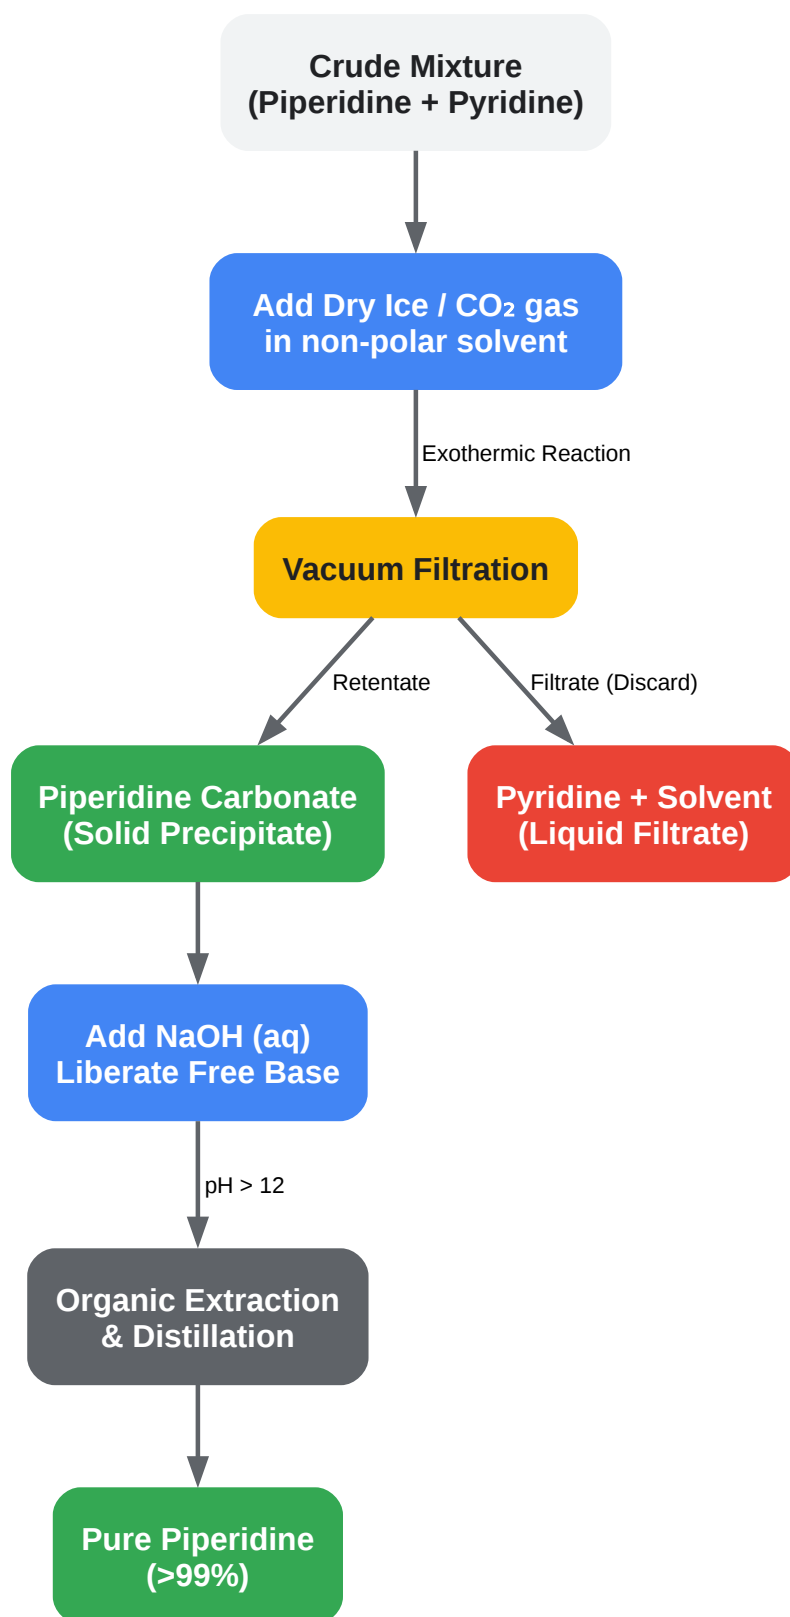 Crude Mixture
(Piperidine + Pyridine)
Add Dry Ice / CO₂ gas
in non-polar solvent
Exothermic Reaction
Vacuum Filtration
Retentate
Filtrate (Discard)
Piperidine Carbonate
(Solid Precipitate)
Pyridine + Solvent
(Liquid Filtrate)
Add NaOH (aq)
Liberate Free Base
pH > 12
Organic Extraction
& Distillation
Pure Piperidine
(>99%)